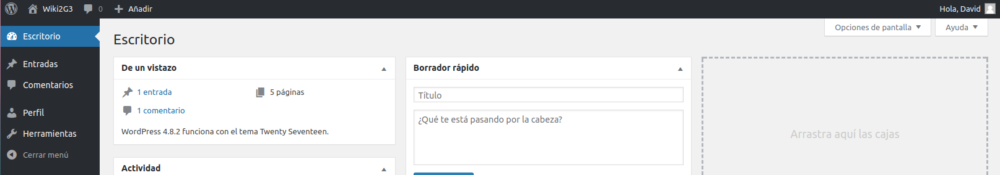 Wiki2G3 0 Añadir Hola, David
Opciones de pantalla Ayuda
Escritorio
Entradas
Comentarios
Perfil
Herramientas
Cerrar menú
Escritorio
De un vistazo
1 entrada 5 páginas
1 comentario
WordPress 4.8.2 funciona con el tema Twenty Seventeen.
Actividad
Borrador rápido
Título
¿Qué te está pasando por la cabeza?
Arrastra aquí las cajas